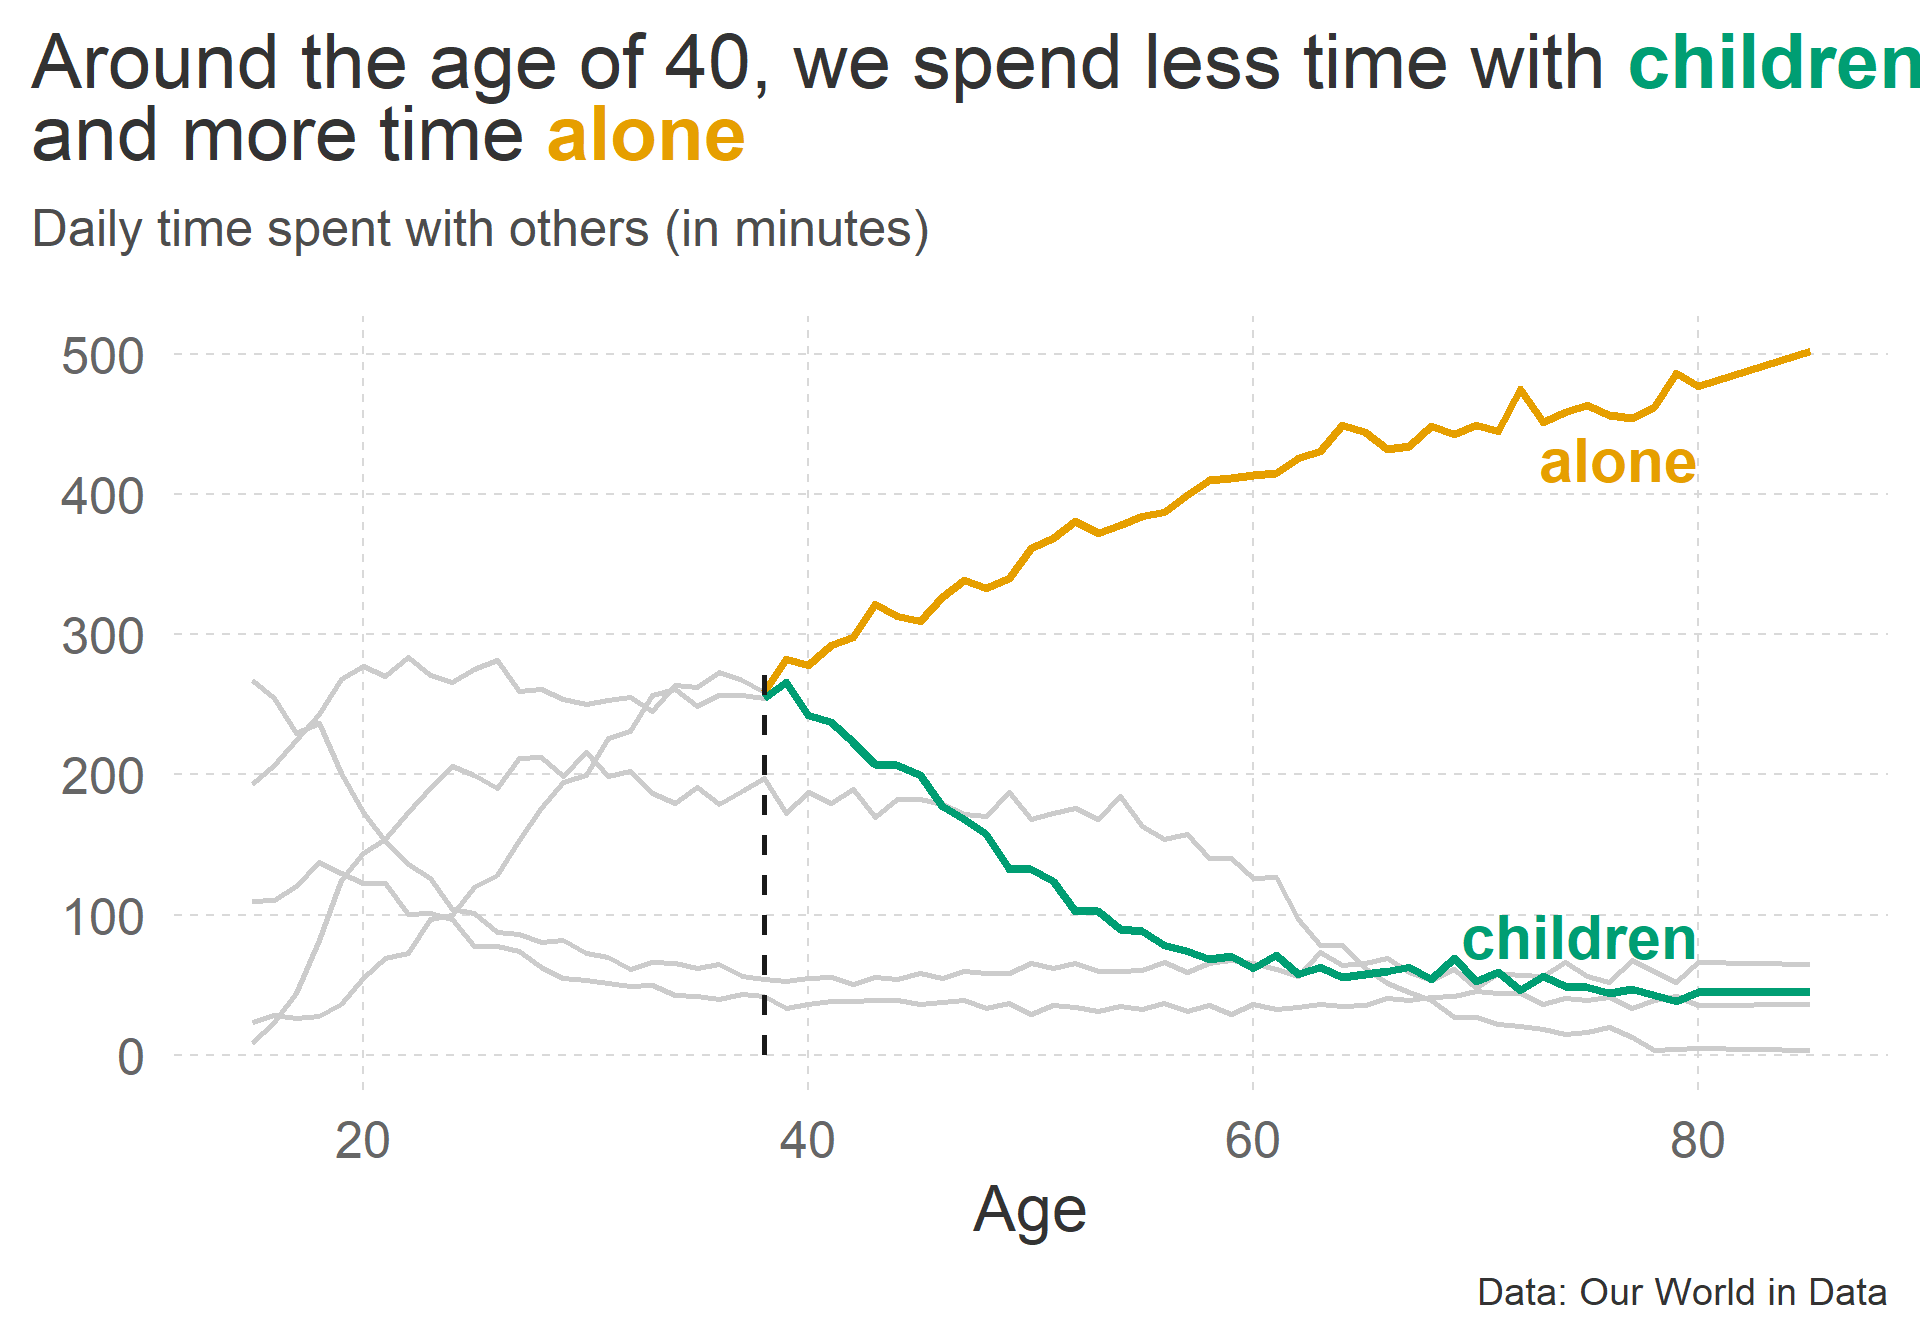 Around the age of 40, we spend less time with children
and more time alone
Daily time spent with others (in minutes)
500
400
alone
300
200
100
children
0
20 40 60 80
Age
Data: Our World in Data